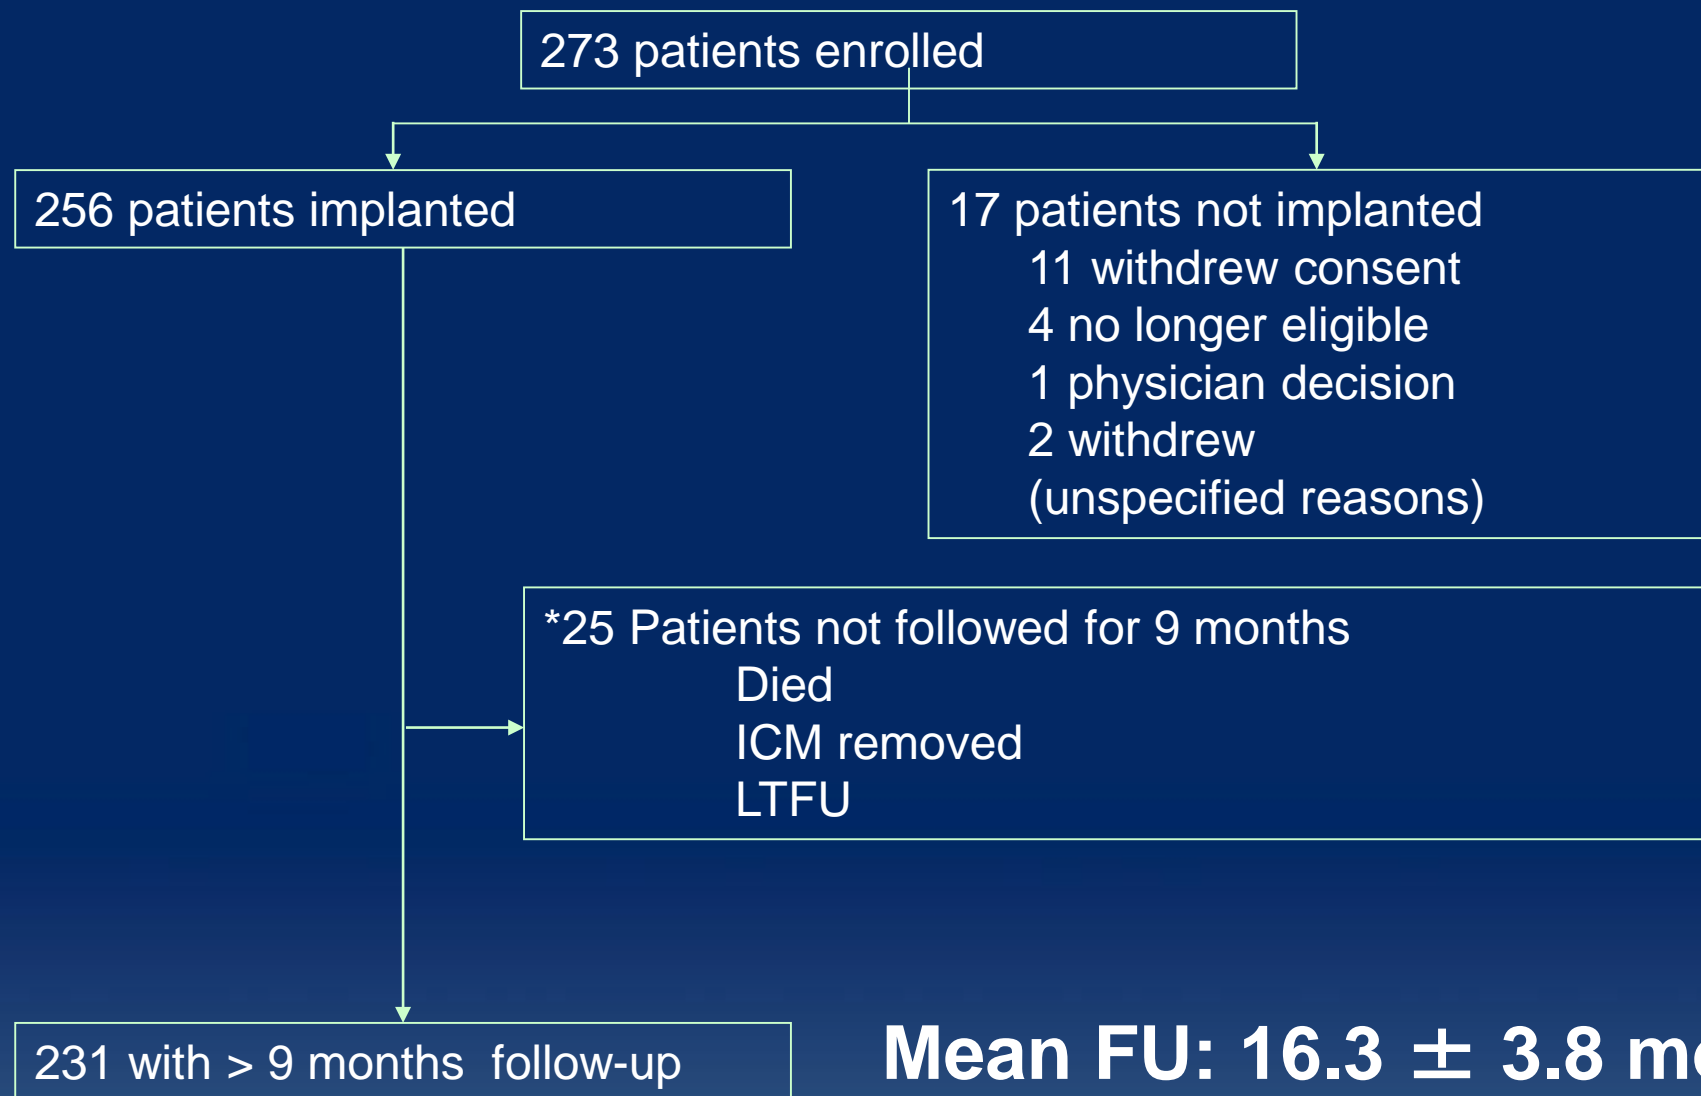 273 patients enrolled
256 patients implanted
17 patients not implanted
11 withdrew consent
4 no longer eligible
1 physician decision
2 withdrew
(unspecified reasons)
*25 Patients not followed for 9 months
Died
ICM removed
LTFU
231 with > 9 months follow-up
Mean FU: 16.3 ± 3.8